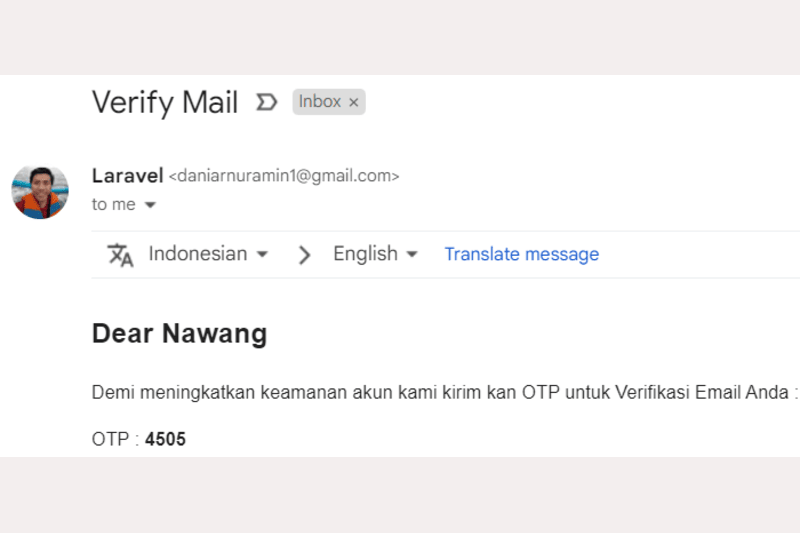 Verify Mail Inbox ×
Laravel <daniarnuramin1@gmail.com>
to me
Indonesian > English Translate message
Dear Nawang
Demi meningkatkan keamanan akun kami kirim kan OTP untuk Verifikasi Email Anda :
OTP : 4505